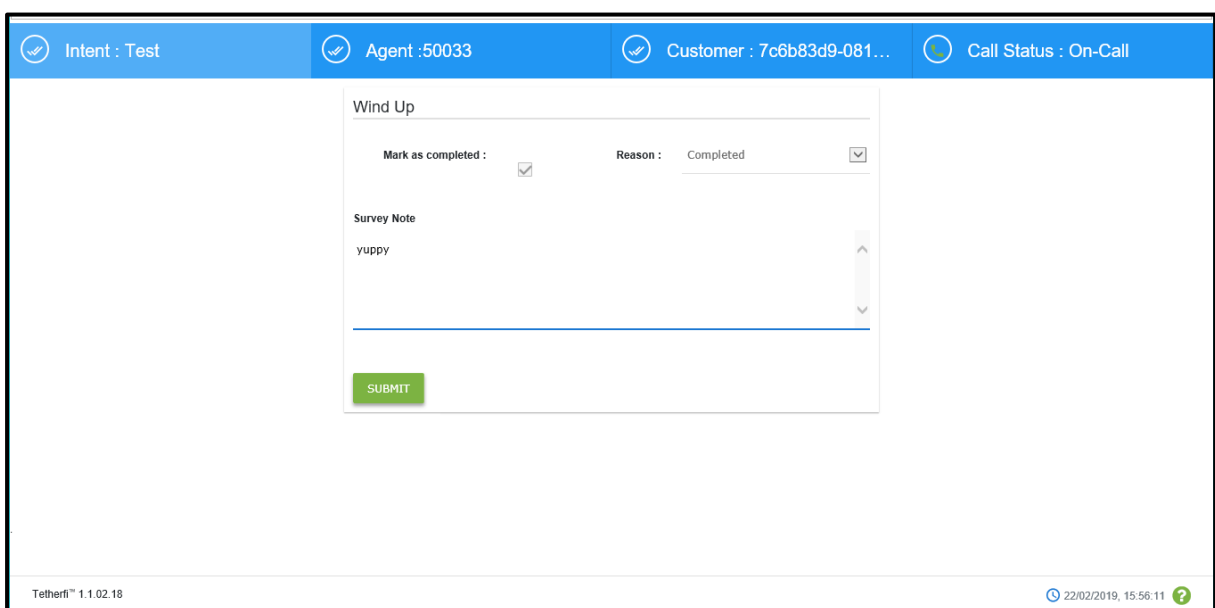 Intent : Test
Agent :50033
Customer : 7c6b83d9-081...
Call Status : On-Call
Wind Up
Mark as completed :
Reason :
Completed
Survey Note
yuppy
SUBMIT
Tetherfi™ 1.1.02.18
22/02/2019, 15:56:11 ?